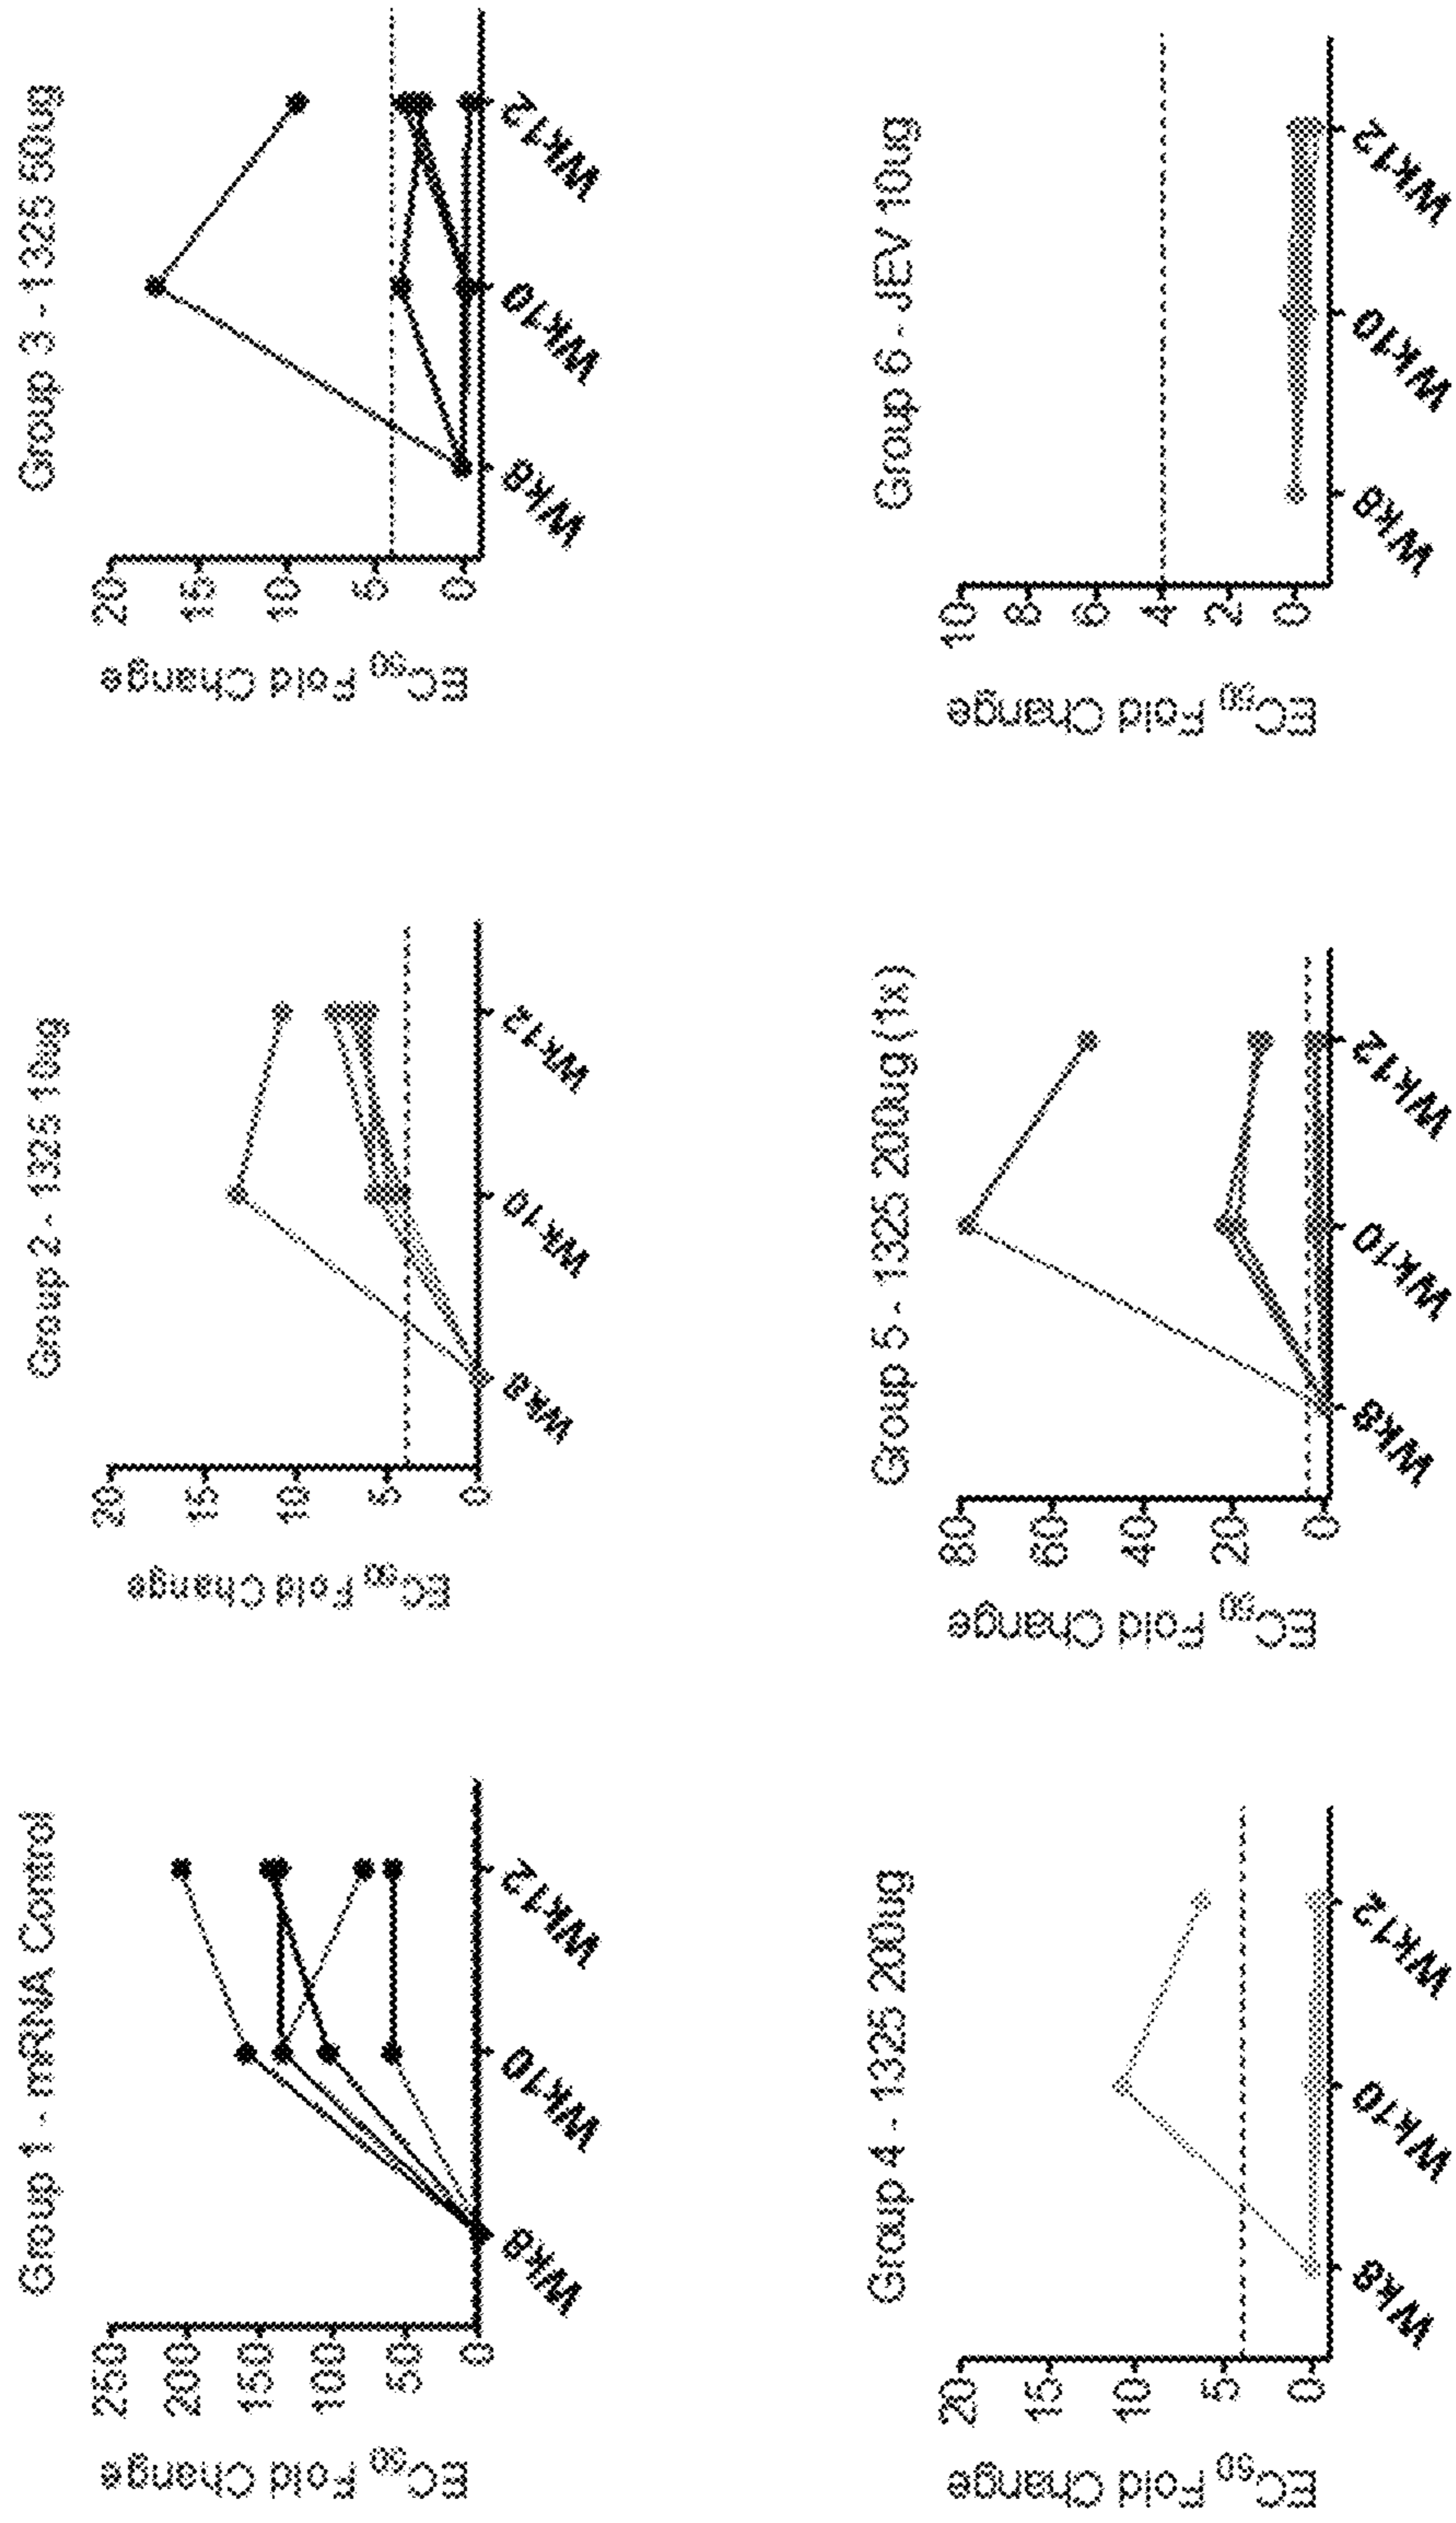 Group 1 - mRNA Control
EC₅₀ Fold Change
250
200
150
100
50
0
Wk8
Wk10
Wk12
Group 2 - 1325 10ug
EC₅₀ Fold Change
20
15
10
5
0
Wk8
Wk10
Wk12
Group 3 - 1325 50ug
EC₅₀ Fold Change
20
15
10
5
0
Wk8
Wk10
Wk12
Group 4 - 1325 200ug
EC₅₀ Fold Change
20
15
10
5
0
Wk8
Wk10
Wk12
Group 5 - 1325 200ug (1x)
EC₅₀ Fold Change
80
60
40
20
0
Wk8
Wk10
Wk12
Group 6 - JEV 10ug
EC₅₀ Fold Change
10
8
6
4
2
0
Wk8
Wk10
Wk12